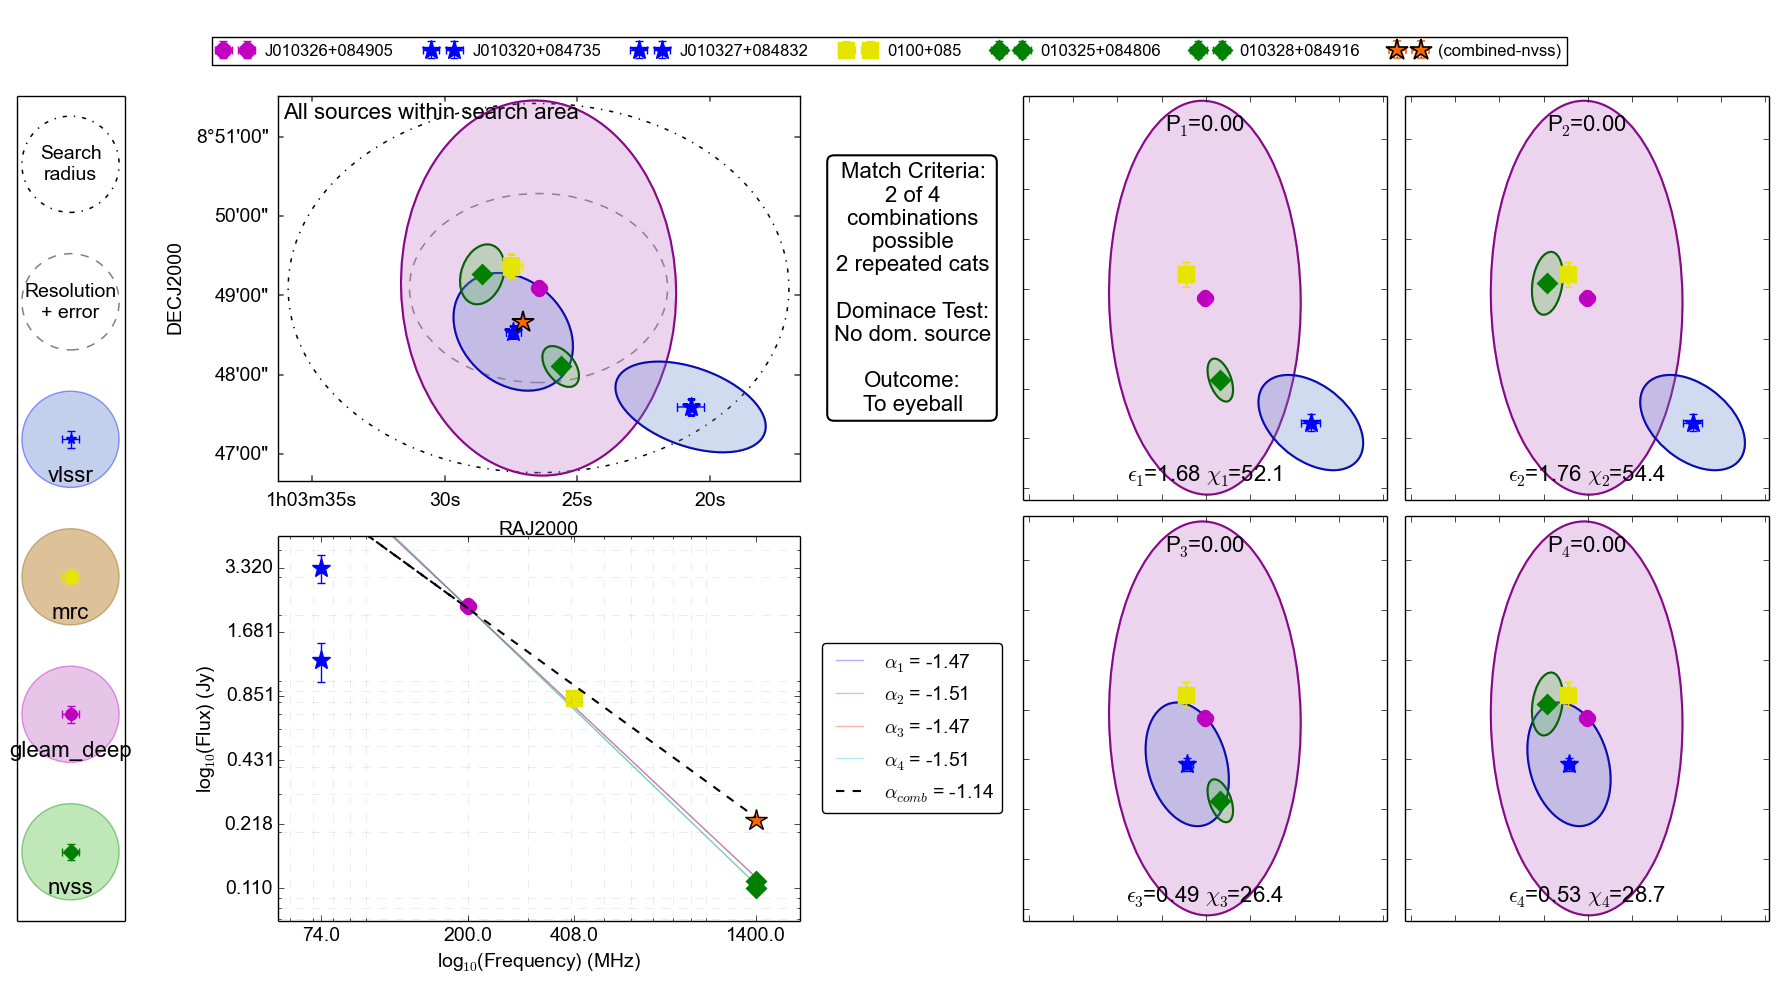 J010326+084905 J010320+084735 J010327+084832 0100+085 010325+084806 010328+084916 (combined-nvss)
Search
radius
Resolution
+ error
vlssr
mrc
gleam_deep
nvss
All sources within search area
DECJ2000
8°51'00"
50'00"
49'00"
48'00"
47'00"
1h03m35s 30s 25s 20s
RAJ2000
Match Criteria:
2 of 4
combinations
possible
2 repeated cats
Dominace Test:
No dom. source
Outcome:
To eyeball
P1=0.00
ϵ1=1.68 χ1=52.1
P2=0.00
ϵ2=1.76 χ2=54.4
log10(Flux) (Jy)
3.320
1.681
0.851
0.431
0.218
0.110
74.0 200.0 408.0 1400.0
log10(Frequency) (MHz)
α1 = -1.47
α2 = -1.51
α3 = -1.47
α4 = -1.51
αcomb = -1.14
P3=0.00
ϵ3=0.49 χ3=26.4
P4=0.00
ϵ4=0.53 χ4=28.7